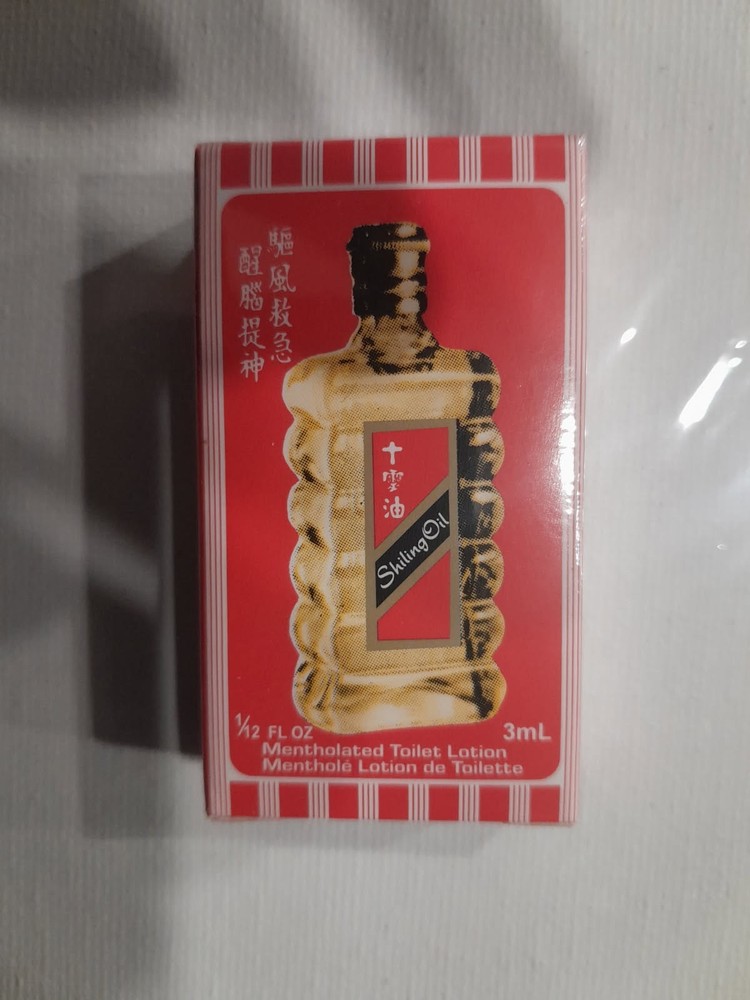 驅風救急
醒腦提神
十靈油
Shiling Oil
1/12 FL OZ
3mL
Mentholated Toilet Lotion
Mentholé Lotion de Toilette